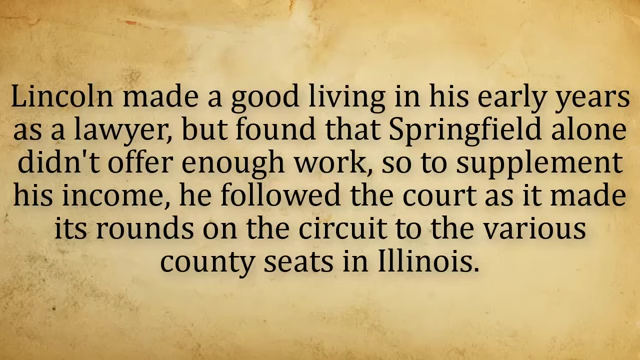 Lincoln made a good living in his early years
as a lawyer, but found that Springfield alone
didn't offer enough work, so to supplement
his income, he followed the court as it made
its rounds on the circuit to the various
county seats in Illinois.